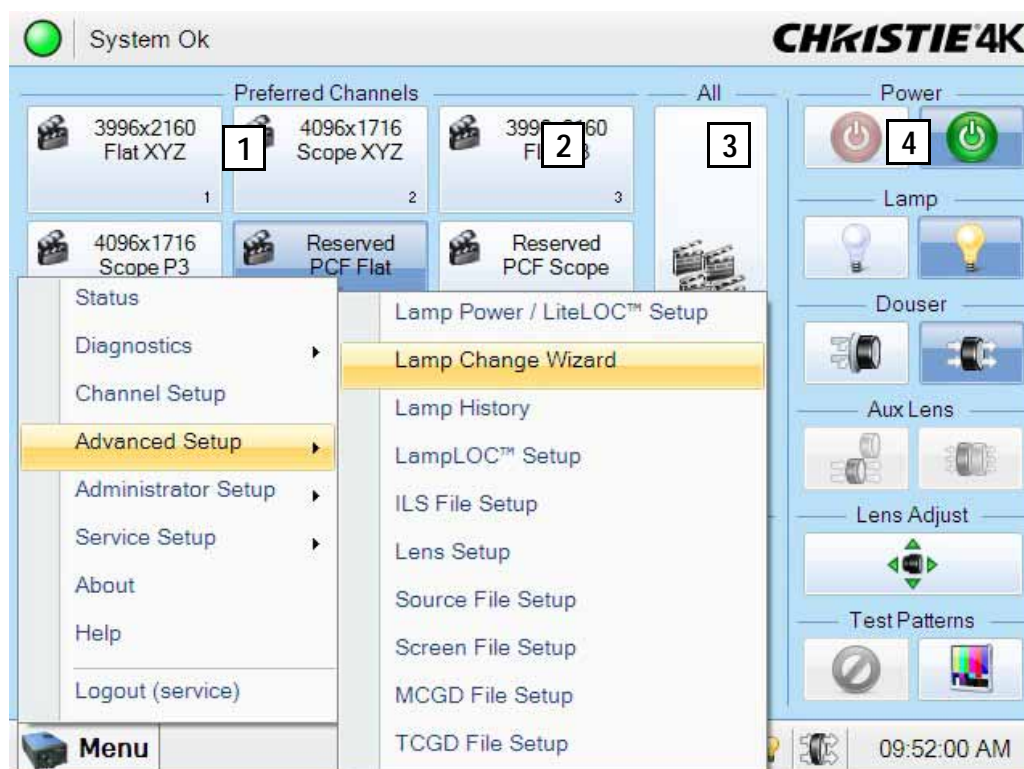 System Ok
CHRISTIE 4K
Preferred Channels
All
Power
3996x2160
Flat XYZ
1
1
4096x1716
Scope XYZ
2
2
3
3
4
4096x1716
Scope P3
Reserved
PCF Flat
Reserved
PCF Scope
Lamp
Douser
Aux Lens
Lens Adjust
Test Patterns
Status
Diagnostics
Channel Setup
Advanced Setup
Administrator Setup
Service Setup
About
Help
Logout (service)
Lamp Power / LiteLOC™ Setup
Lamp Change Wizard
Lamp History
LampLOC™ Setup
ILS File Setup
Lens Setup
Source File Setup
Screen File Setup
MCGD File Setup
TCGD File Setup
Menu
09:52:00 AM